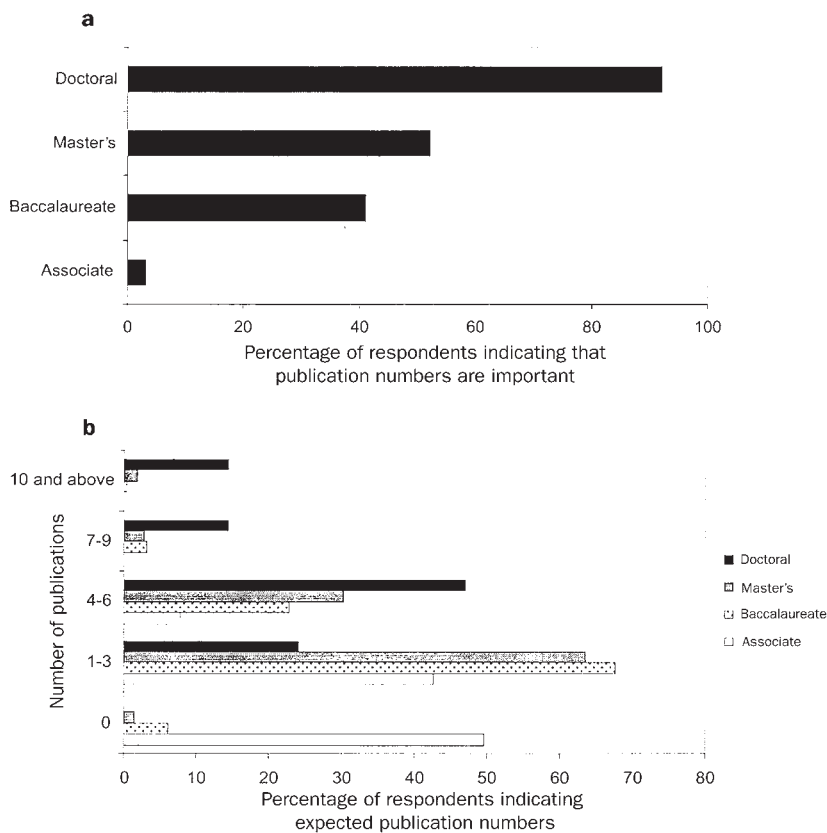 a
Doctoral
Master's
Baccalaureate
Associate
0 20 40 60 80 100
Percentage of respondents indicating that
publication numbers are important
b
Number of publications
10 and above
7-9
4-6
1-3
0
0 10 20 30 40 50 60 70 80
Percentage of respondents indicating
expected publication numbers
Doctoral
Master's
Baccalaureate
Associate